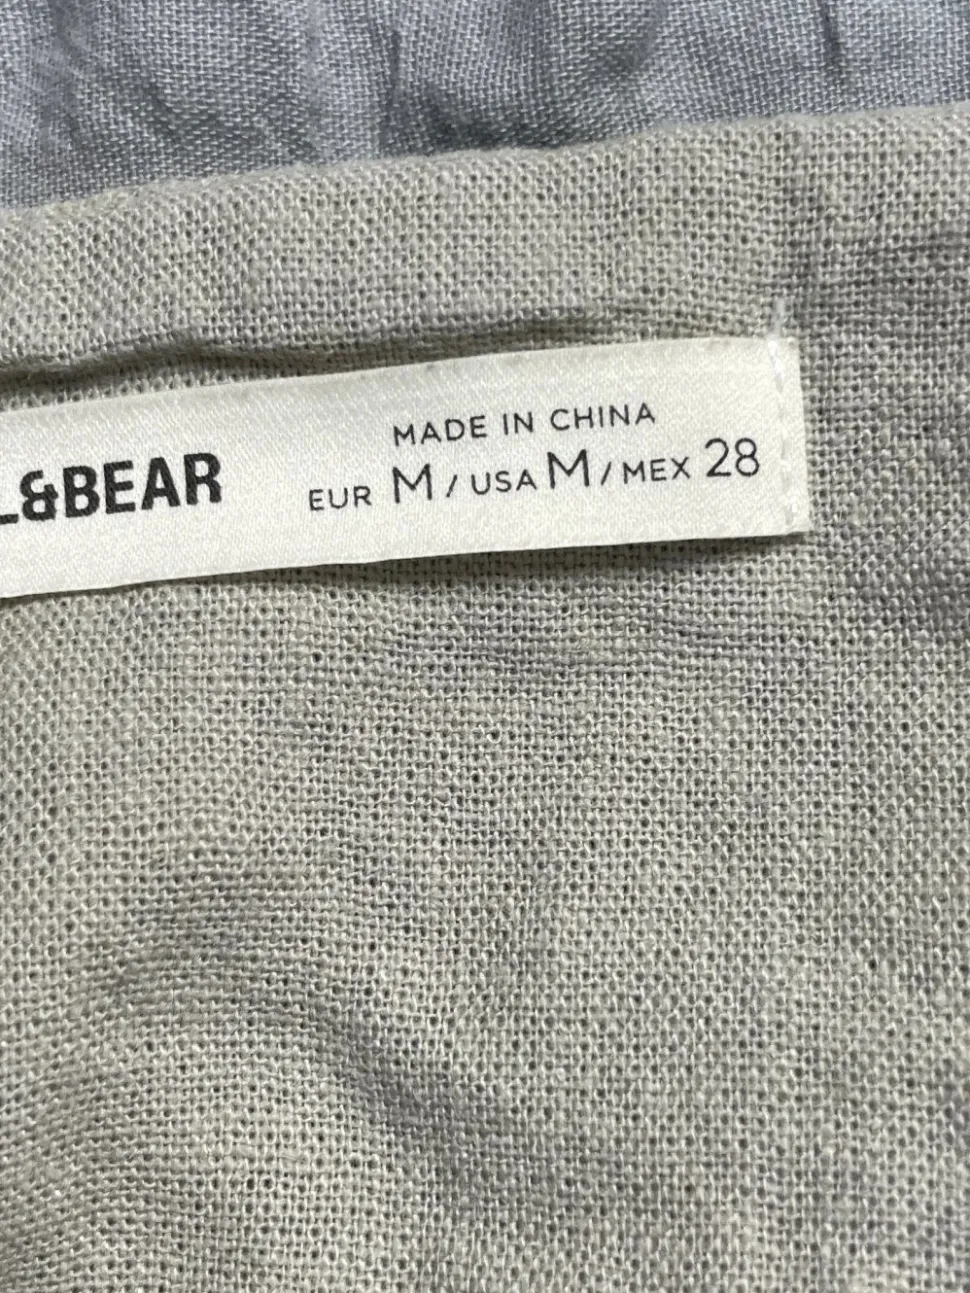 L&BEAR
MADE IN CHINA
EUR M / USA M / MEX 28